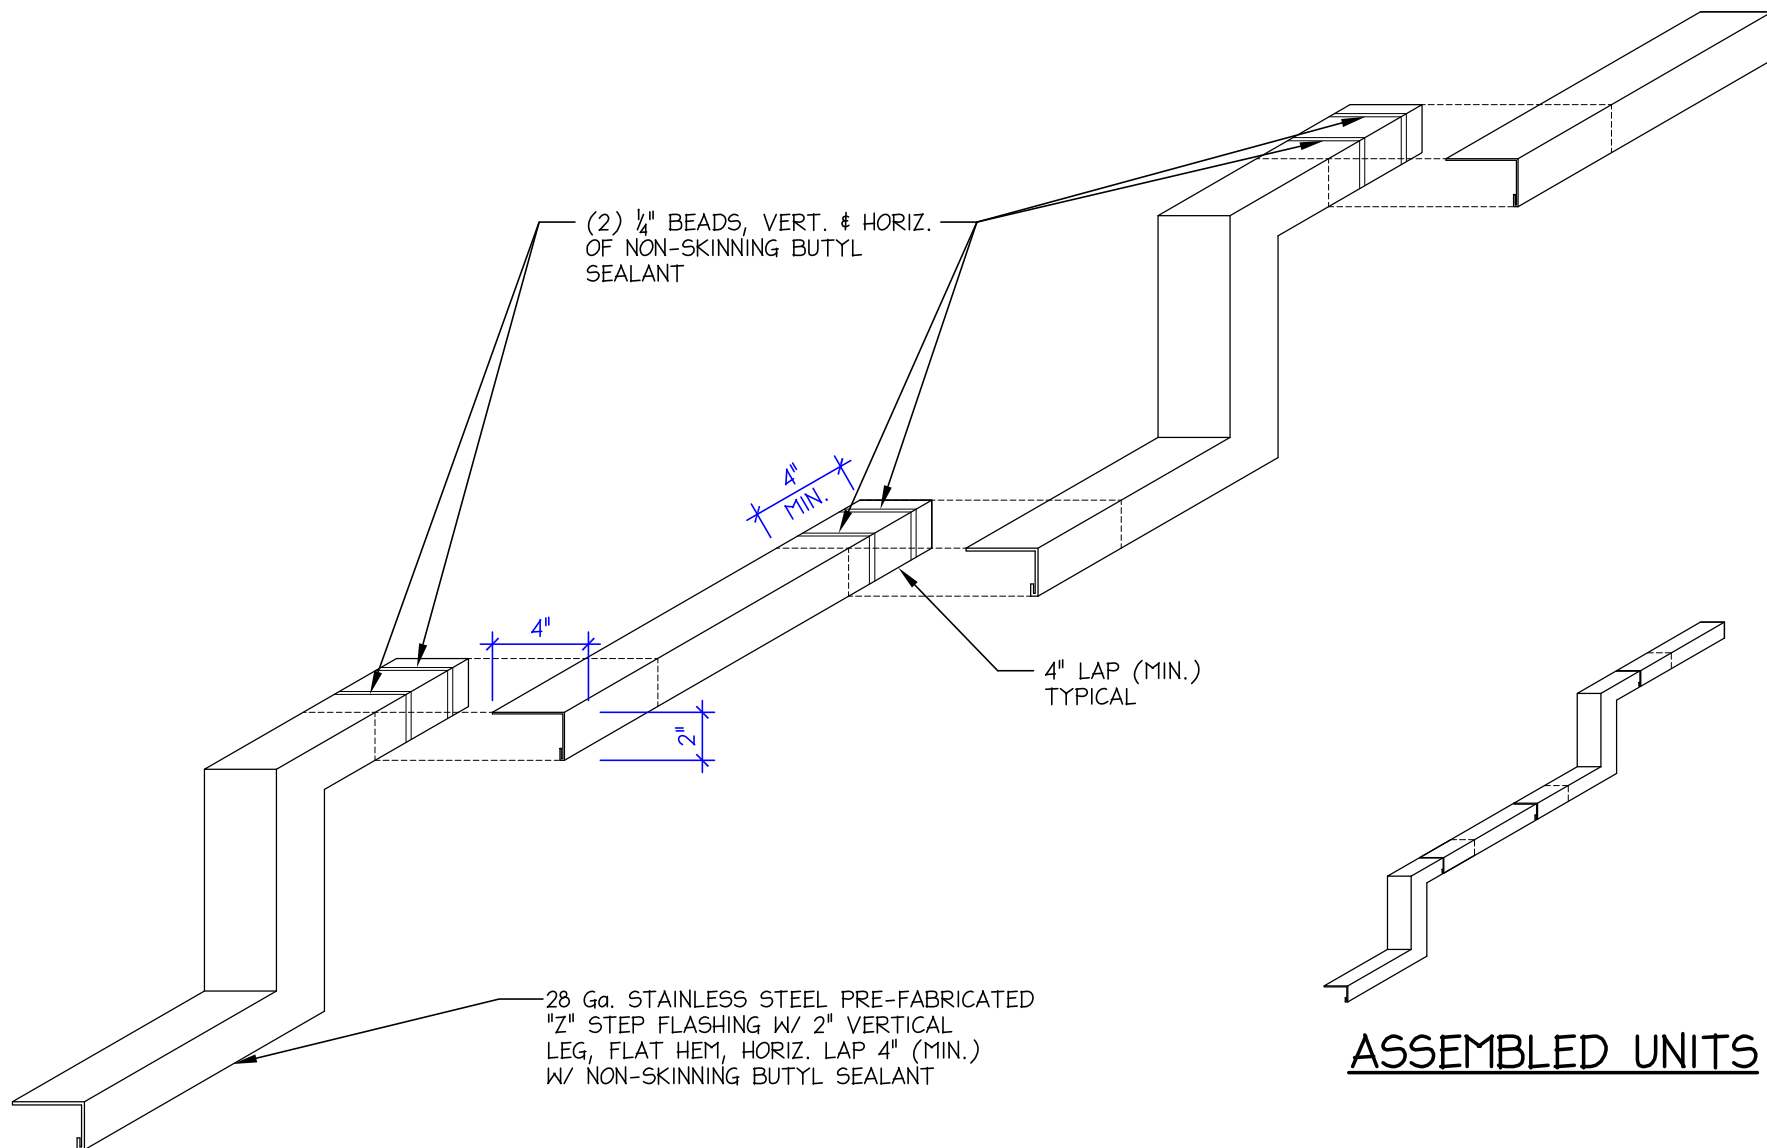 (2) ¼" BEADS, VERT. & HORIZ.
OF NON-SKINNING BUTYL
SEALANT
4"
MIN.
4"
2"
4" LAP (MIN.)
TYPICAL
28 Ga. STAINLESS STEEL PRE-FABRICATED
"Z" STEP FLASHING W/ 2" VERTICAL
LEG, FLAT HEM, HORIZ. LAP 4" (MIN.)
W/ NON-SKINNING BUTYL SEALANT
ASSEMBLED UNITS